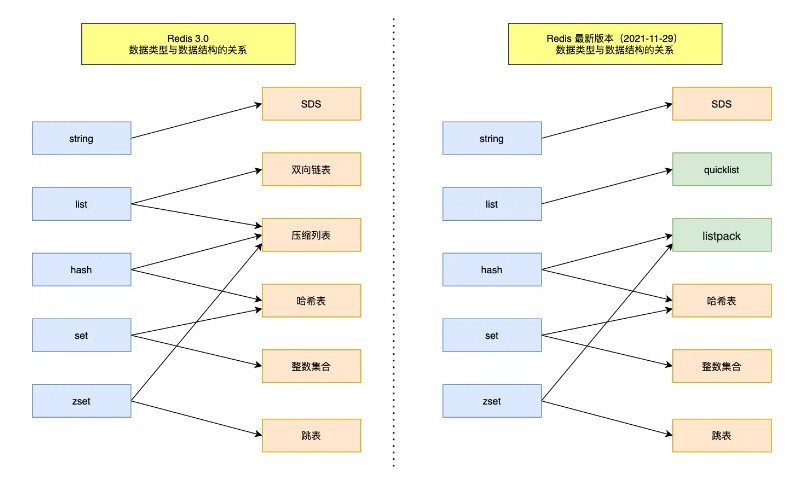 Redis 3.0
数据类型与数据结构的关系
SDS
string
双向链表
list
压缩列表
hash
哈希表
set
整数集合
zset
跳表
Redis 最新版本（2021-11-29）
数据类型与数据结构的关系
SDS
string
quicklist
list
listpack
hash
哈希表
set
整数集合
zset
跳表